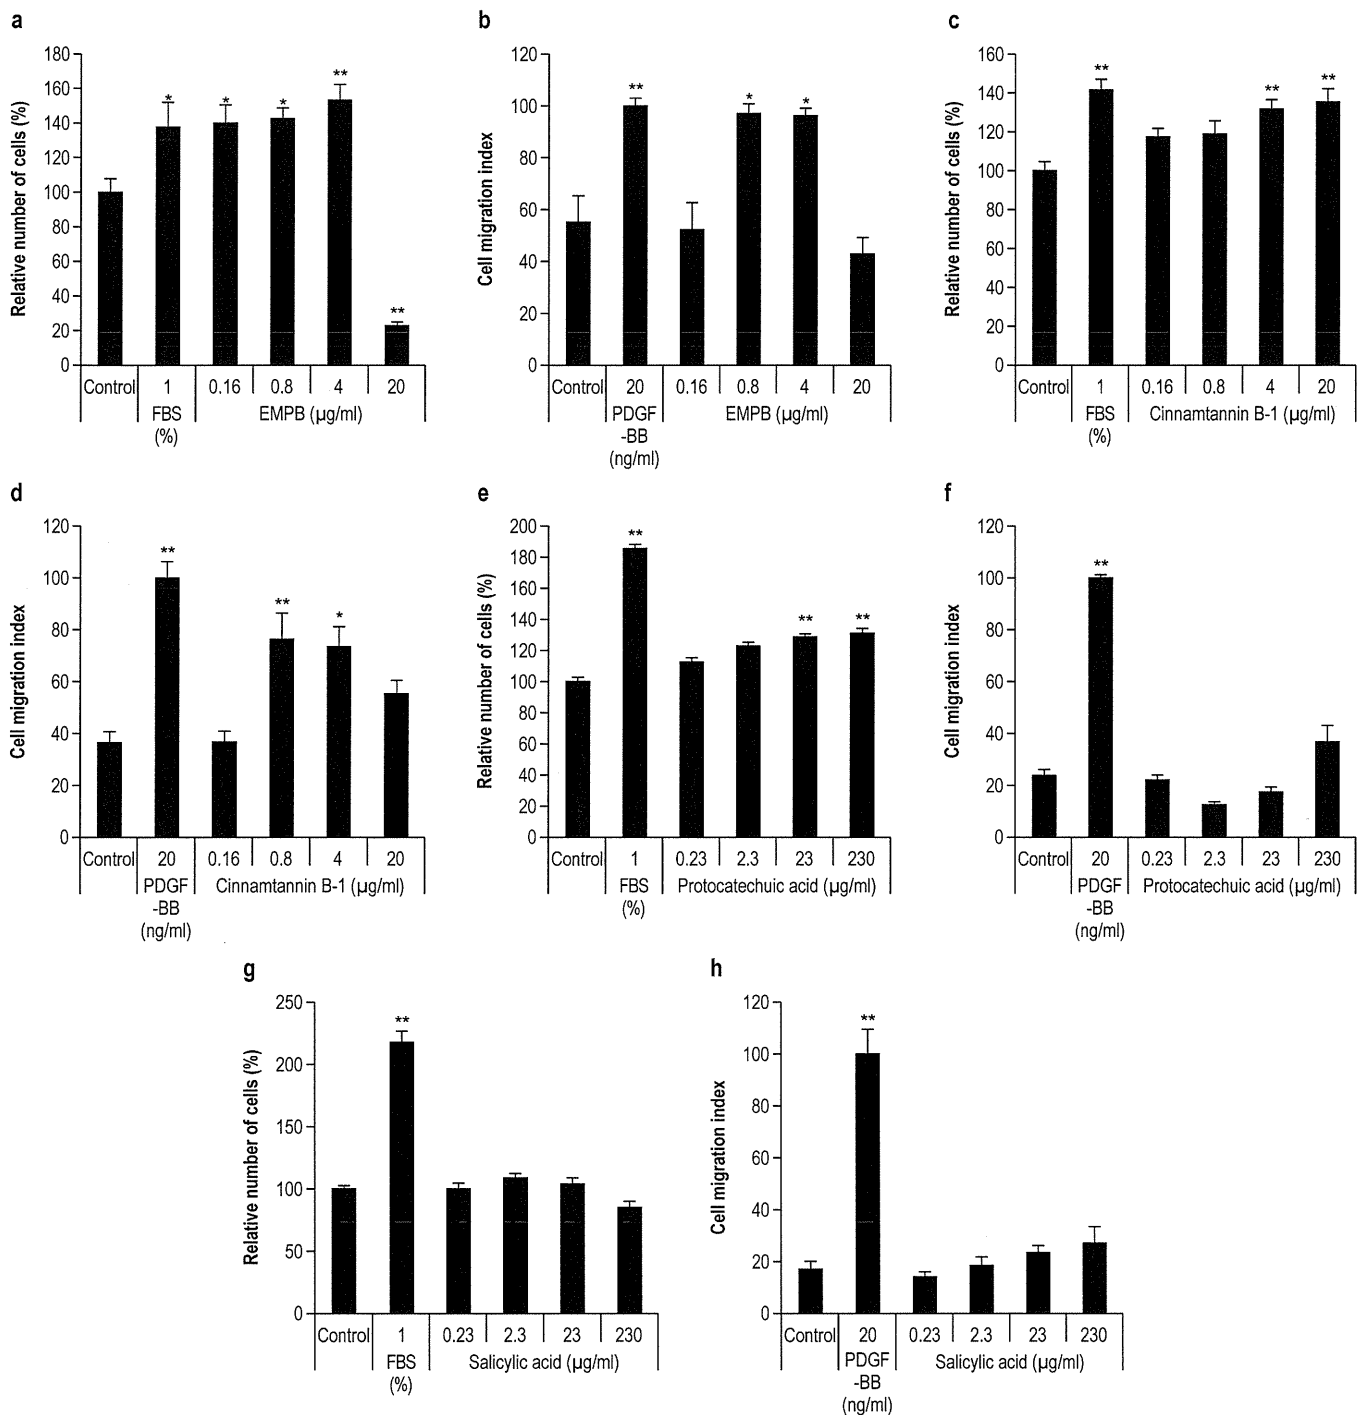 a
180
160
140
120
100
80
60
40
20
0
Relative number of cells (%)
*
*
*
**
**
Control 1 0.16 0.8 4 20
FBS EMPB (µg/ml)
(%)
b
120
100
80
60
40
20
0
Cell migration index
**
*
*
Control 20 0.16 0.8 4 20
PDGF EMPB (µg/ml)
-BB
(ng/ml)
c
160
140
120
100
80
60
40
20
0
Relative number of cells (%)
**
**
**
Control 1 0.16 0.8 4 20
FBS Cinnamtannin B-1 (µg/ml)
(%)
d
120
100
80
60
40
20
0
Cell migration index
**
**
*
Control 20 0.16 0.8 4 20
PDGF Cinnamtannin B-1 (µg/ml)
-BB
(ng/ml)
e
200
180
160
140
120
100
80
60
40
20
0
Relative number of cells (%)
**
**
**
Control 1 0.23 2.3 23 230
FBS Protocatechuic acid (µg/ml)
(%)
f
120
100
80
60
40
20
0
Cell migration index
**
Control 20 0.23 2.3 23 230
PDGF Protocatechuic acid (µg/ml)
-BB
(ng/ml)
g
250
200
150
100
50
0
Relative number of cells (%)
**
Control 1 0.23 2.3 23 230
FBS Salicylic acid (µg/ml)
(%)
h
120
100
80
60
40
20
0
Cell migration index
**
Control 20 0.23 2.3 23 230
PDGF Salicylic acid (µg/ml)
-BB
(ng/ml)